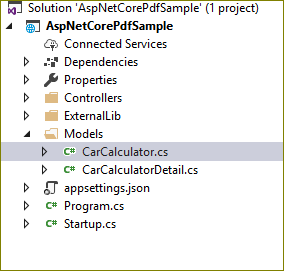 Solution 'AspNetCorePdfSample' (1 project)
AspNetCorePdfSample
Connected Services
Dependencies
Properties
Controllers
ExternalLib
Models
C# CarCalculator.cs
C# CarCalculatorDetail.cs
appsettings.json
C# Program.cs
C# Startup.cs